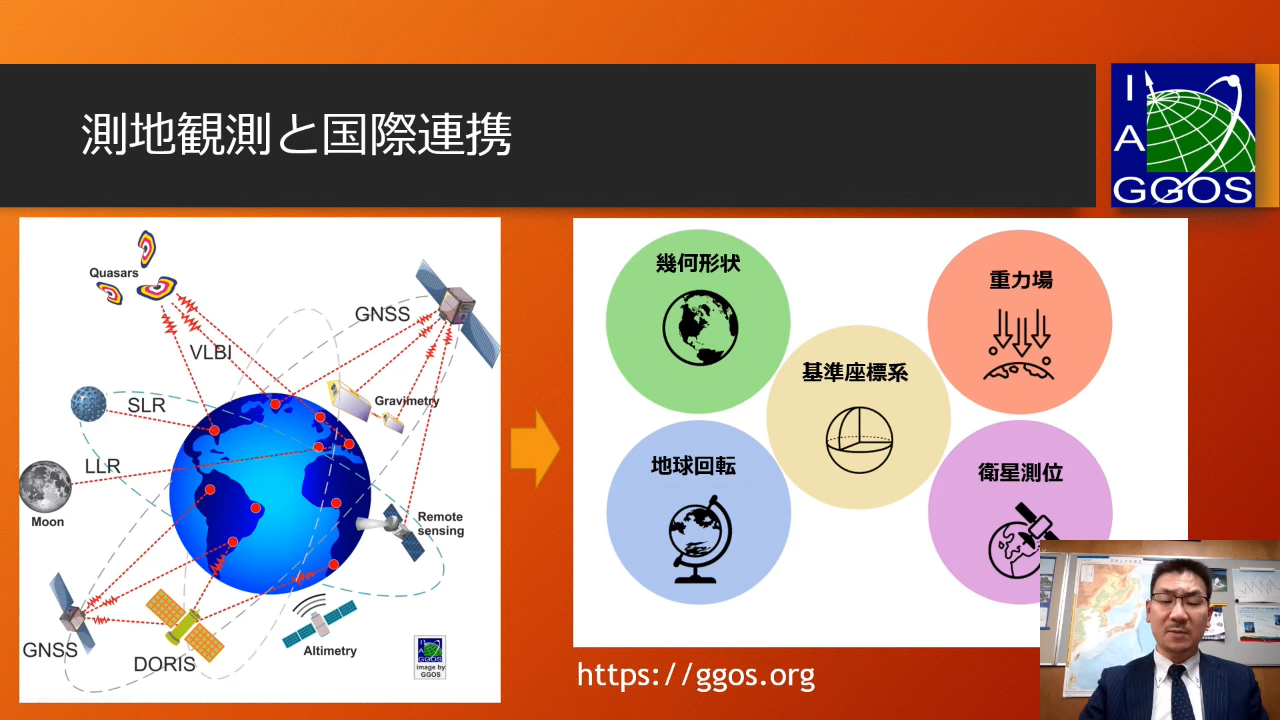 測地観測と国際連携
I
A
GGOS
Quasars
GNSS
VLBI
Gravimetry
SLR
LLR
Moon
Remote
sensing
GNSS
DORIS
Altimetry
I
A
GGOS
image by
GGOS
幾何形状
重力場
基準座標系
地球回転
衛星測位
https://ggos.org